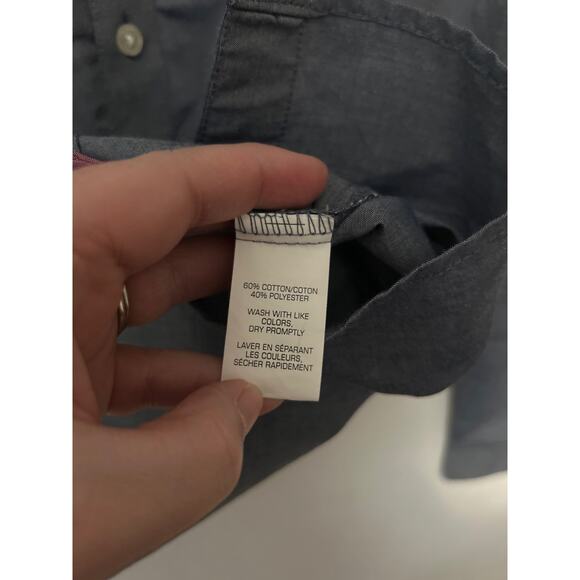 60% COTTON/COTON
40% POLYESTER
WASH WITH LIKE
COLORS,
DRY PROMPTLY
LAVER EN SÉPARANT
LES COULEURS,
SÉCHER RAPIDEMENT